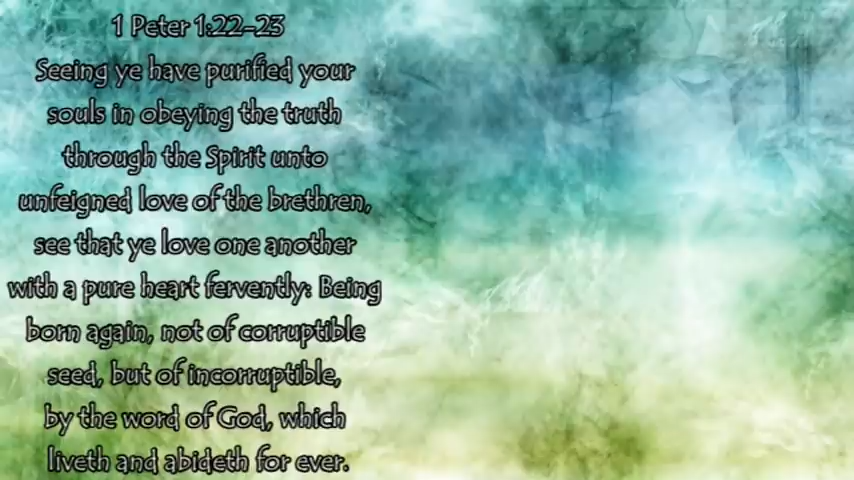 1 Peter 1:22-23
Seeing ye have purified your
souls in obeying the truth
through the Spirit unto
unfeigned love of the brethren,
see that ye love one another
with a pure heart fervently: Being
born again, not of corruptible
seed, but of incorruptible,
by the word of God, which
liveth and abideth for ever.